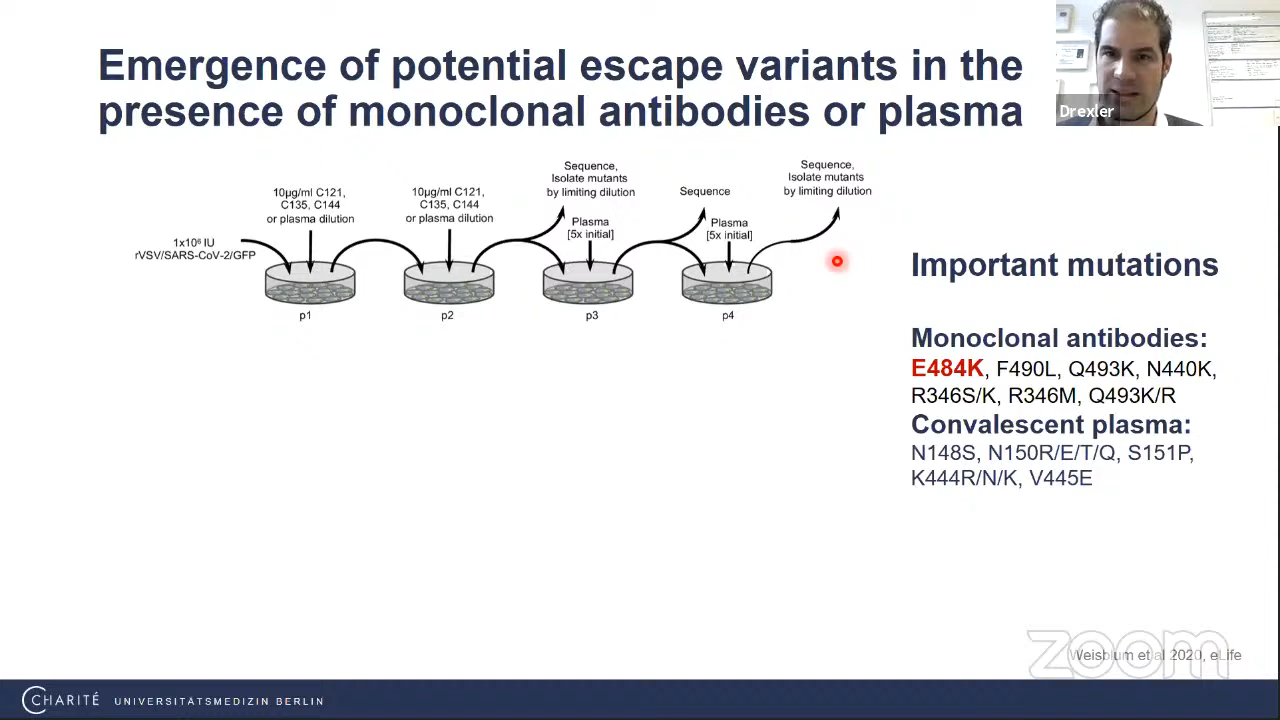 Emergence of potential escape variants in the
presence of monoclonal antibodies or plasma
Drexler
10µg/ml C121,
C135, C144
or plasma dilution
10µg/ml C121,
C135, C144
or plasma dilution
Sequence,
Isolate mutants
by limiting dilution
Sequence
Sequence,
Isolate mutants
by limiting dilution
Plasma
[5x initial]
Plasma
[5x initial]
1x10⁶ IU
rVSV/SARS-CoV-2/GFP
p1
p2
p3
p4
Important mutations
Monoclonal antibodies:
E484K, F490L, Q493K, N440K,
R346S/K, R346M, Q493K/R
Convalescent plasma:
N148S, N150R/E/T/Q, S151P,
K444R/N/K, V445E
zoom
Weisblum et al 2020, eLife
CHARITÉ UNIVERSITÄTSMEDIZIN BERLIN